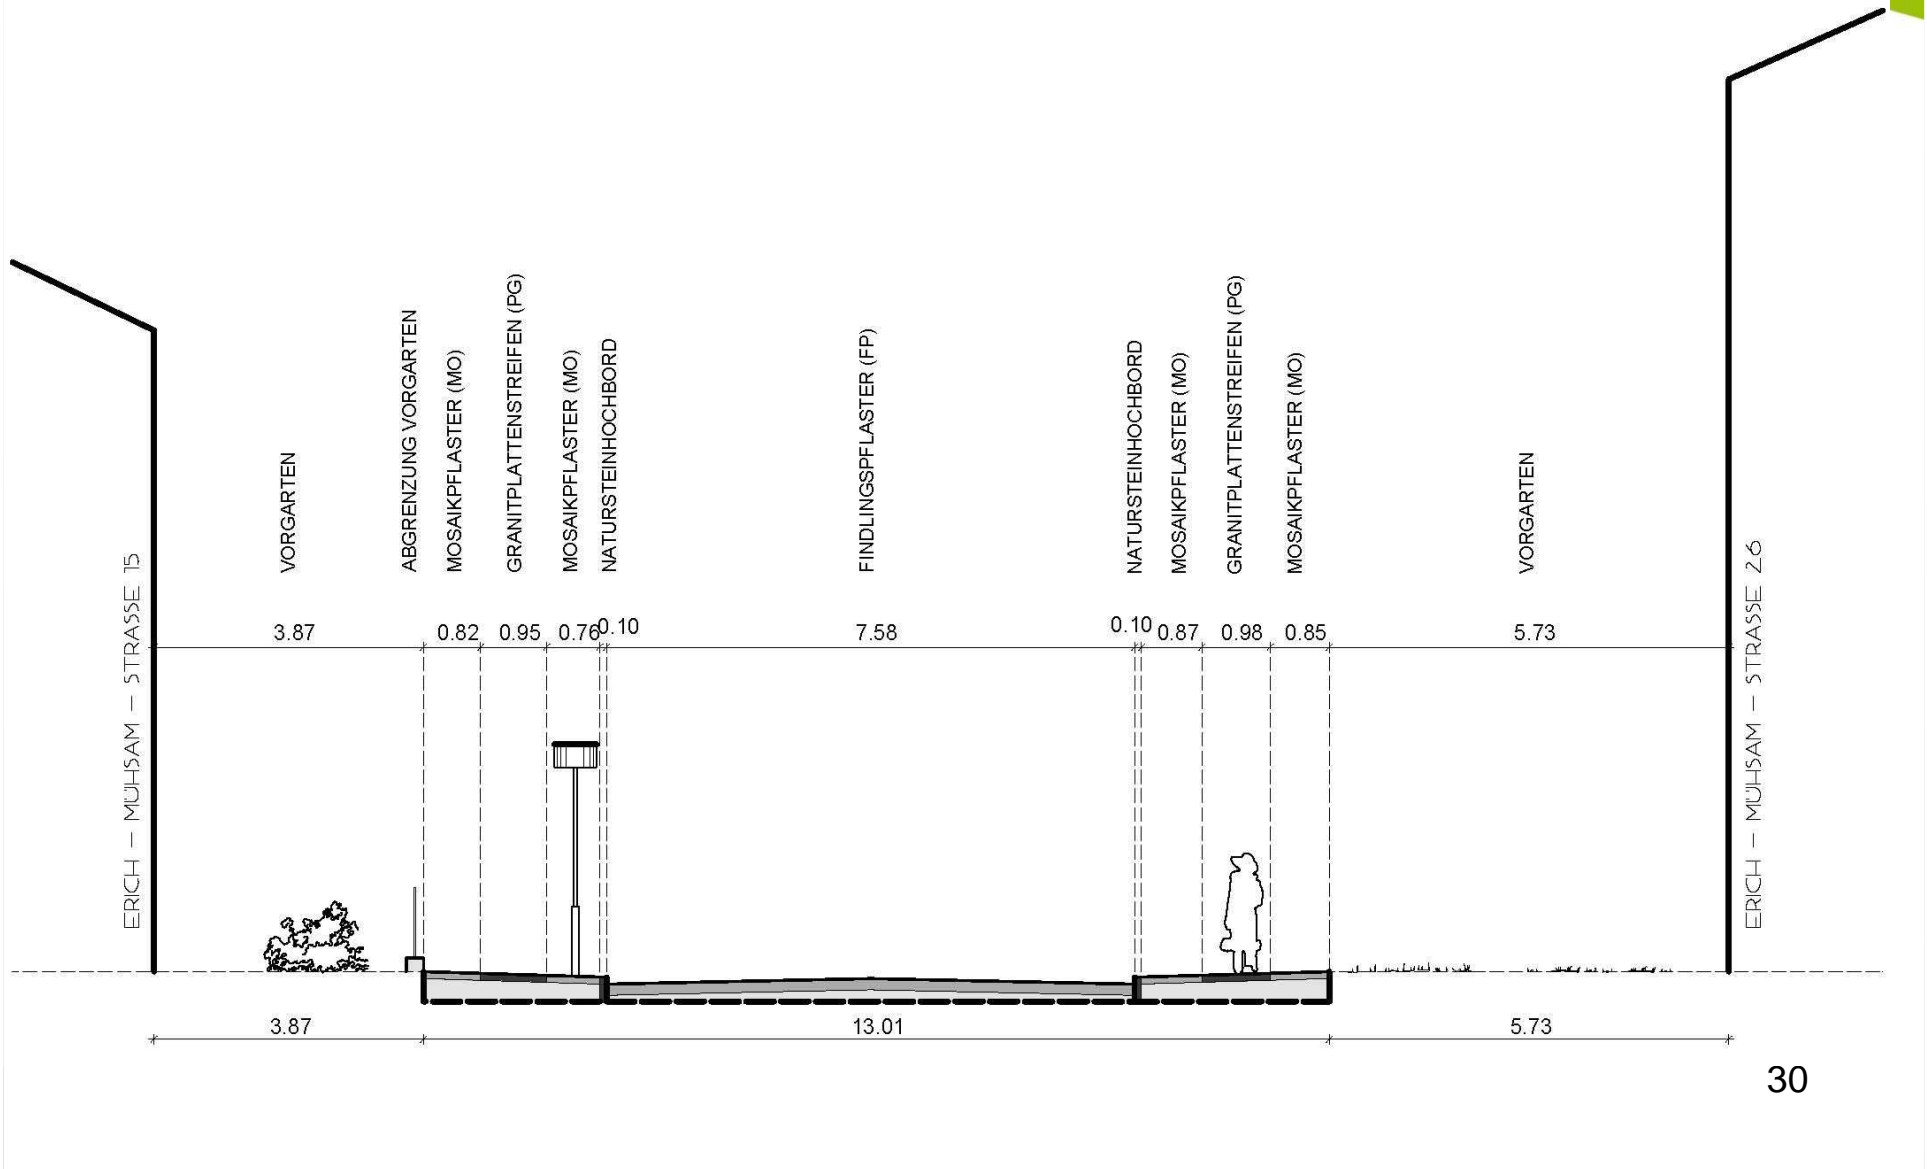 VORGARTEN
ABGRENZUNG VORGARTEN
MOSAIKPFLASTER (MO)
GRANITPLATTENSTREIFEN (PG)
MOSAIKPFLASTER (MO)
NATURSTEINHOCHBORD
FINDLINGSPFLASTER (FP)
NATURSTEINHOCHBORD
MOSAIKPFLASTER (MO)
GRANITPLATTENSTREIFEN (PG)
MOSAIKPFLASTER (MO)
VORGARTEN
ERICH – MÜHSAM – STRASSE 15
3.87
0.82
0.95
0.76
0.10
7.58
0.10
0.87
0.98
0.85
5.73
ERICH – MÜHSAM – STRASSE 26
3.87
13.01
5.73
30